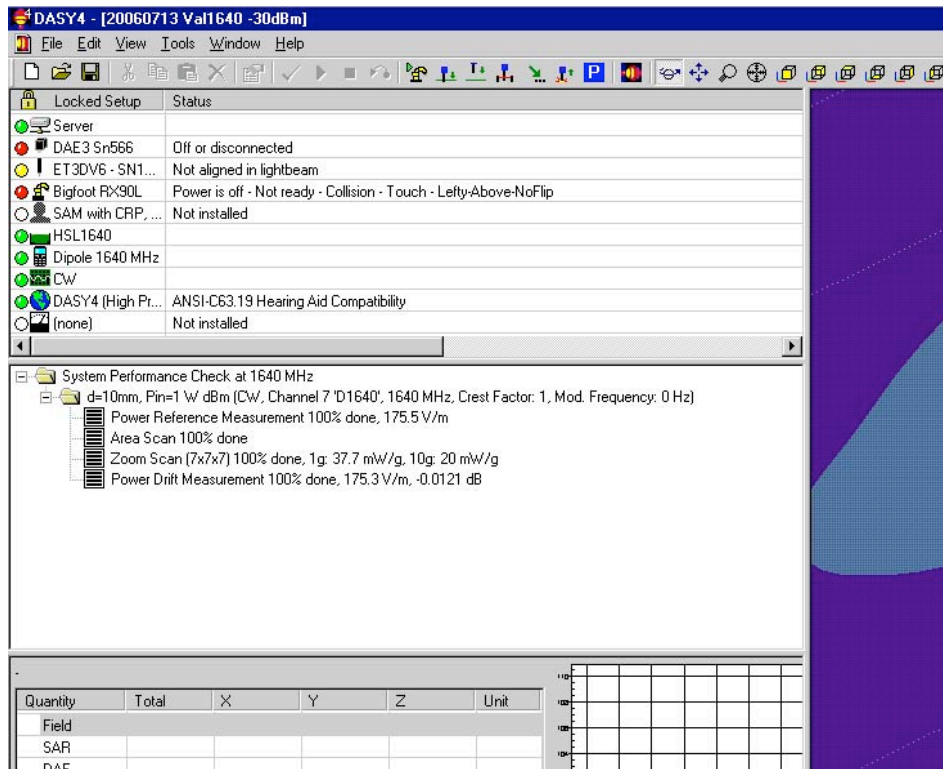 DASY4 - [20060713 Val1640 -30dBm]
File Edit View Tools Window Help
P
Locked Setup Status
Server
DAE3 Sn566 Off or disconnected
ET3DV6 - SN1... Not aligned in lightbeam
Bigfoot RX90L Power is off - Not ready - Collision - Touch - Lefty-Above-NoFlip
SAM with CRP, ... Not installed
HSL1640
Dipole 1640 MHz
CW
DASY4 (High Pr... ANSI-C63.19 Hearing Aid Compatibility
(none) Not installed
System Performance Check at 1640 MHz
d=10mm, Pin=1 W dBm (CW, Channel 7 'D1640', 1640 MHz, Crest Factor: 1, Mod. Frequency: 0 Hz)
Power Reference Measurement 100% done, 175.5 V/m
Area Scan 100% done
Zoom Scan (7x7x7) 100% done, 1g: 37.7 mW/g, 10g: 20 mW/g
Power Drift Measurement 100% done, 175.3 V/m, -0.0121 dB
-
Quantity Total X Y Z Unit
Field
SAR
DAE